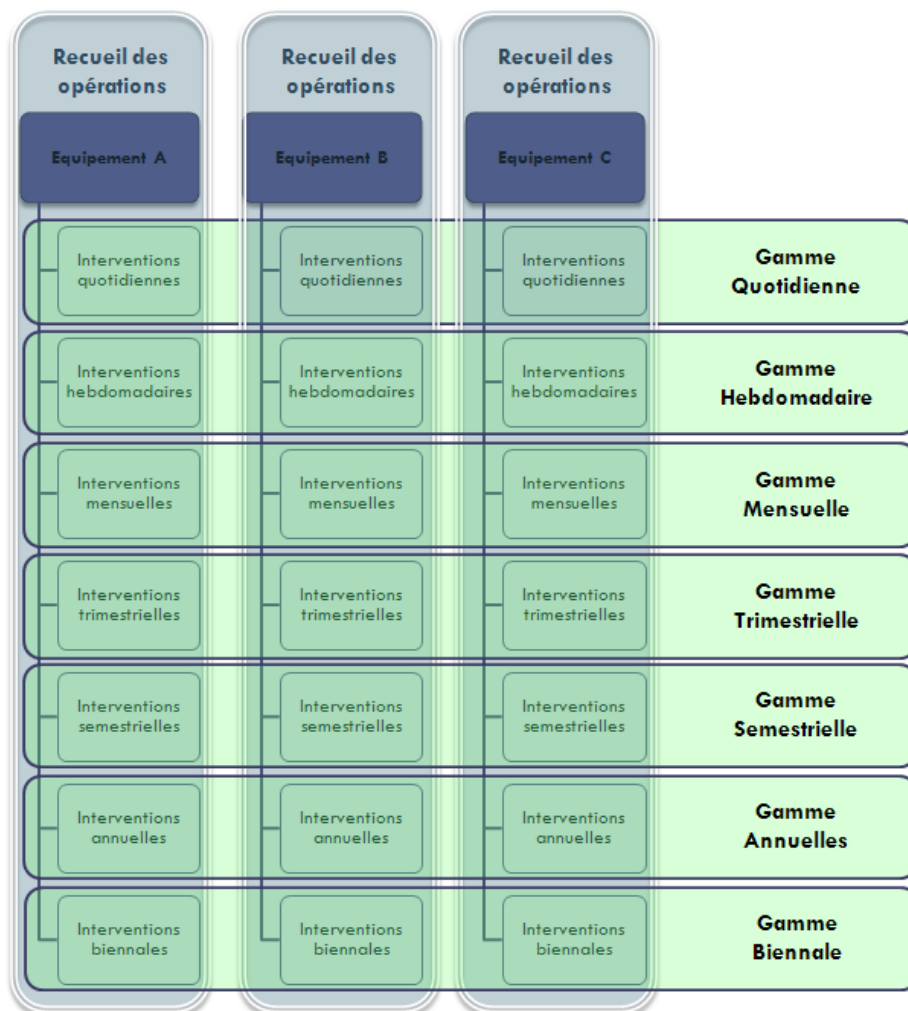 Recueil des
opérations
Recueil des
opérations
Recueil des
opérations
Equipement A
Equipement B
Equipement C
Interventions
quotidiennes
Interventions
quotidiennes
Interventions
quotidiennes
Gamme
Quotidienne
Interventions
hebdomadaires
Interventions
hebdomadaires
Interventions
hebdomadaires
Gamme
Hebdomadaire
Interventions
mensuelles
Interventions
mensuelles
Interventions
mensuelles
Gamme
Mensuelle
Interventions
trimestrielles
Interventions
trimestrielles
Interventions
trimestrielles
Gamme
Trimestrielle
Interventions
semestrielles
Interventions
semestrielles
Interventions
semestrielles
Gamme
Semestrielle
Interventions
annuelles
Interventions
annuelles
Interventions
annuelles
Gamme
Annuelles
Interventions
biennales
Interventions
biennales
Interventions
biennales
Gamme
Biennale